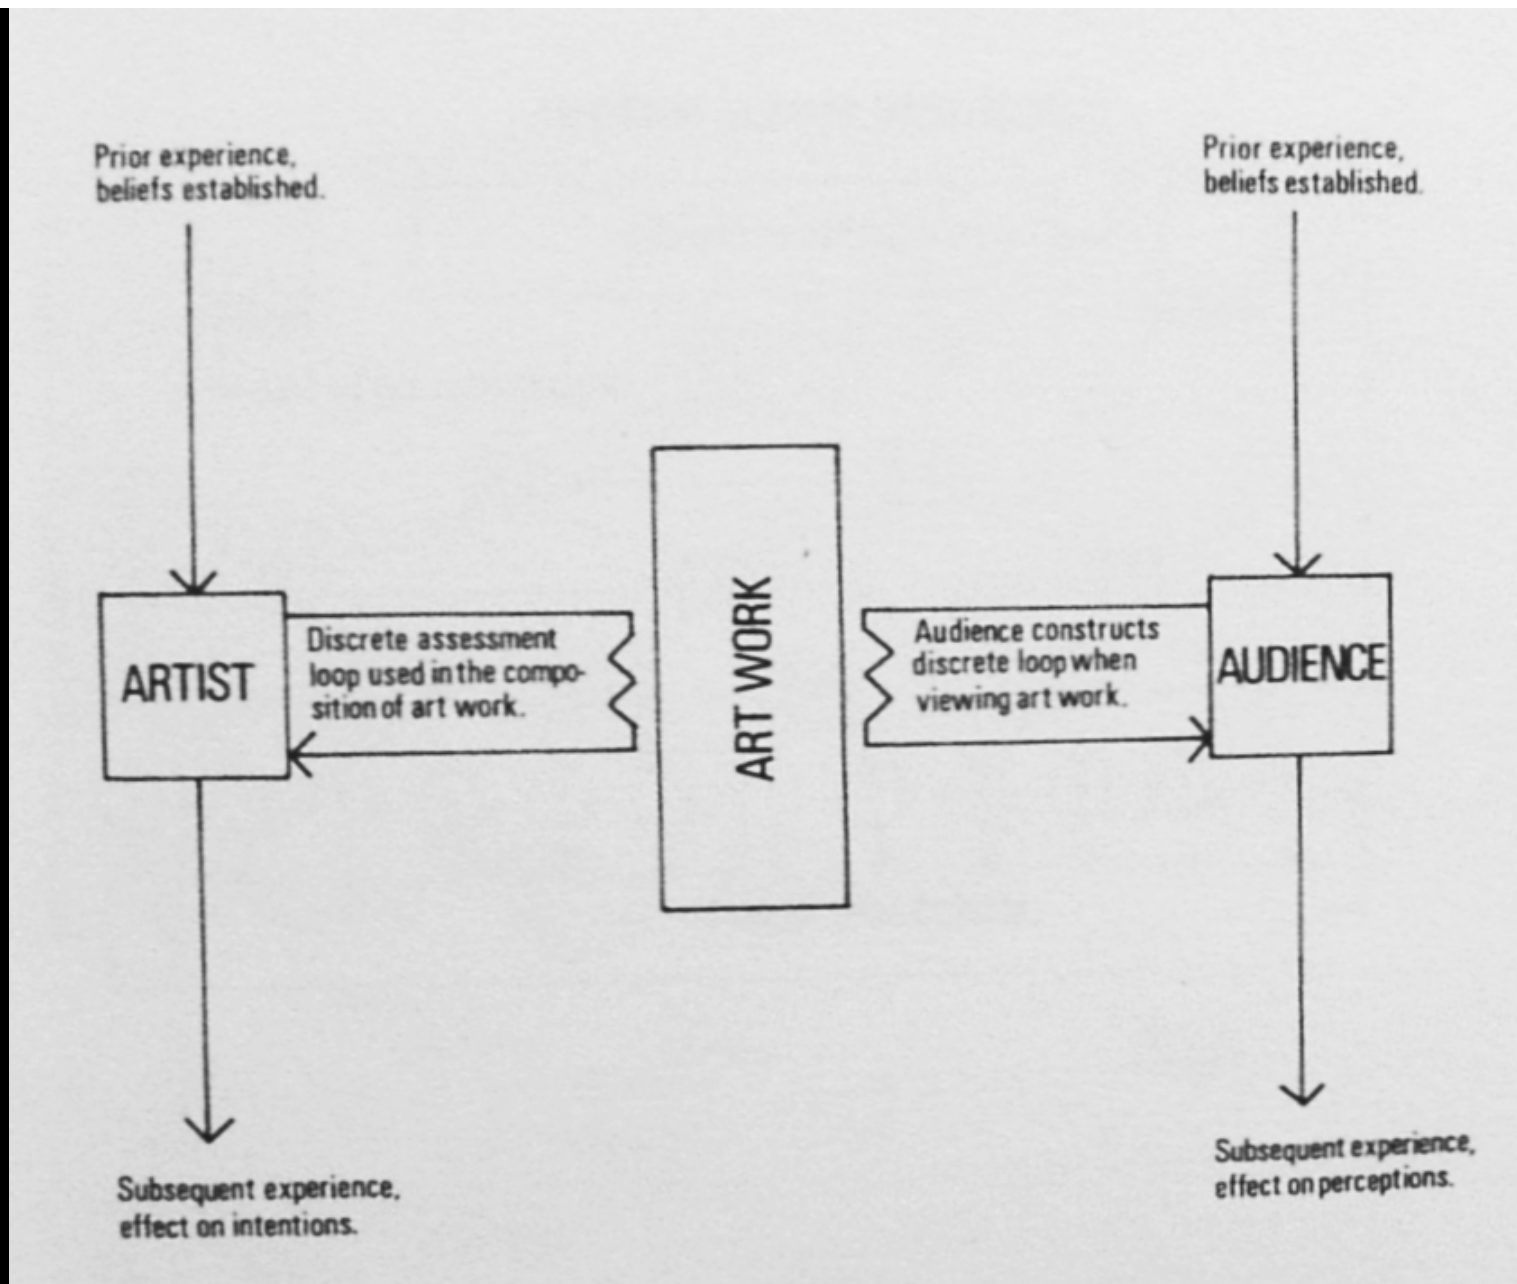 Prior experience,
beliefs established.
Prior experience,
beliefs established.
ARTIST
Discrete assessment
loop used in the compo-
sition of art work.
ART WORK
Audience constructs
discrete loop when
viewing art work.
AUDIENCE
Subsequent experience,
effect on intentions.
Subsequent experience,
effect on perceptions.